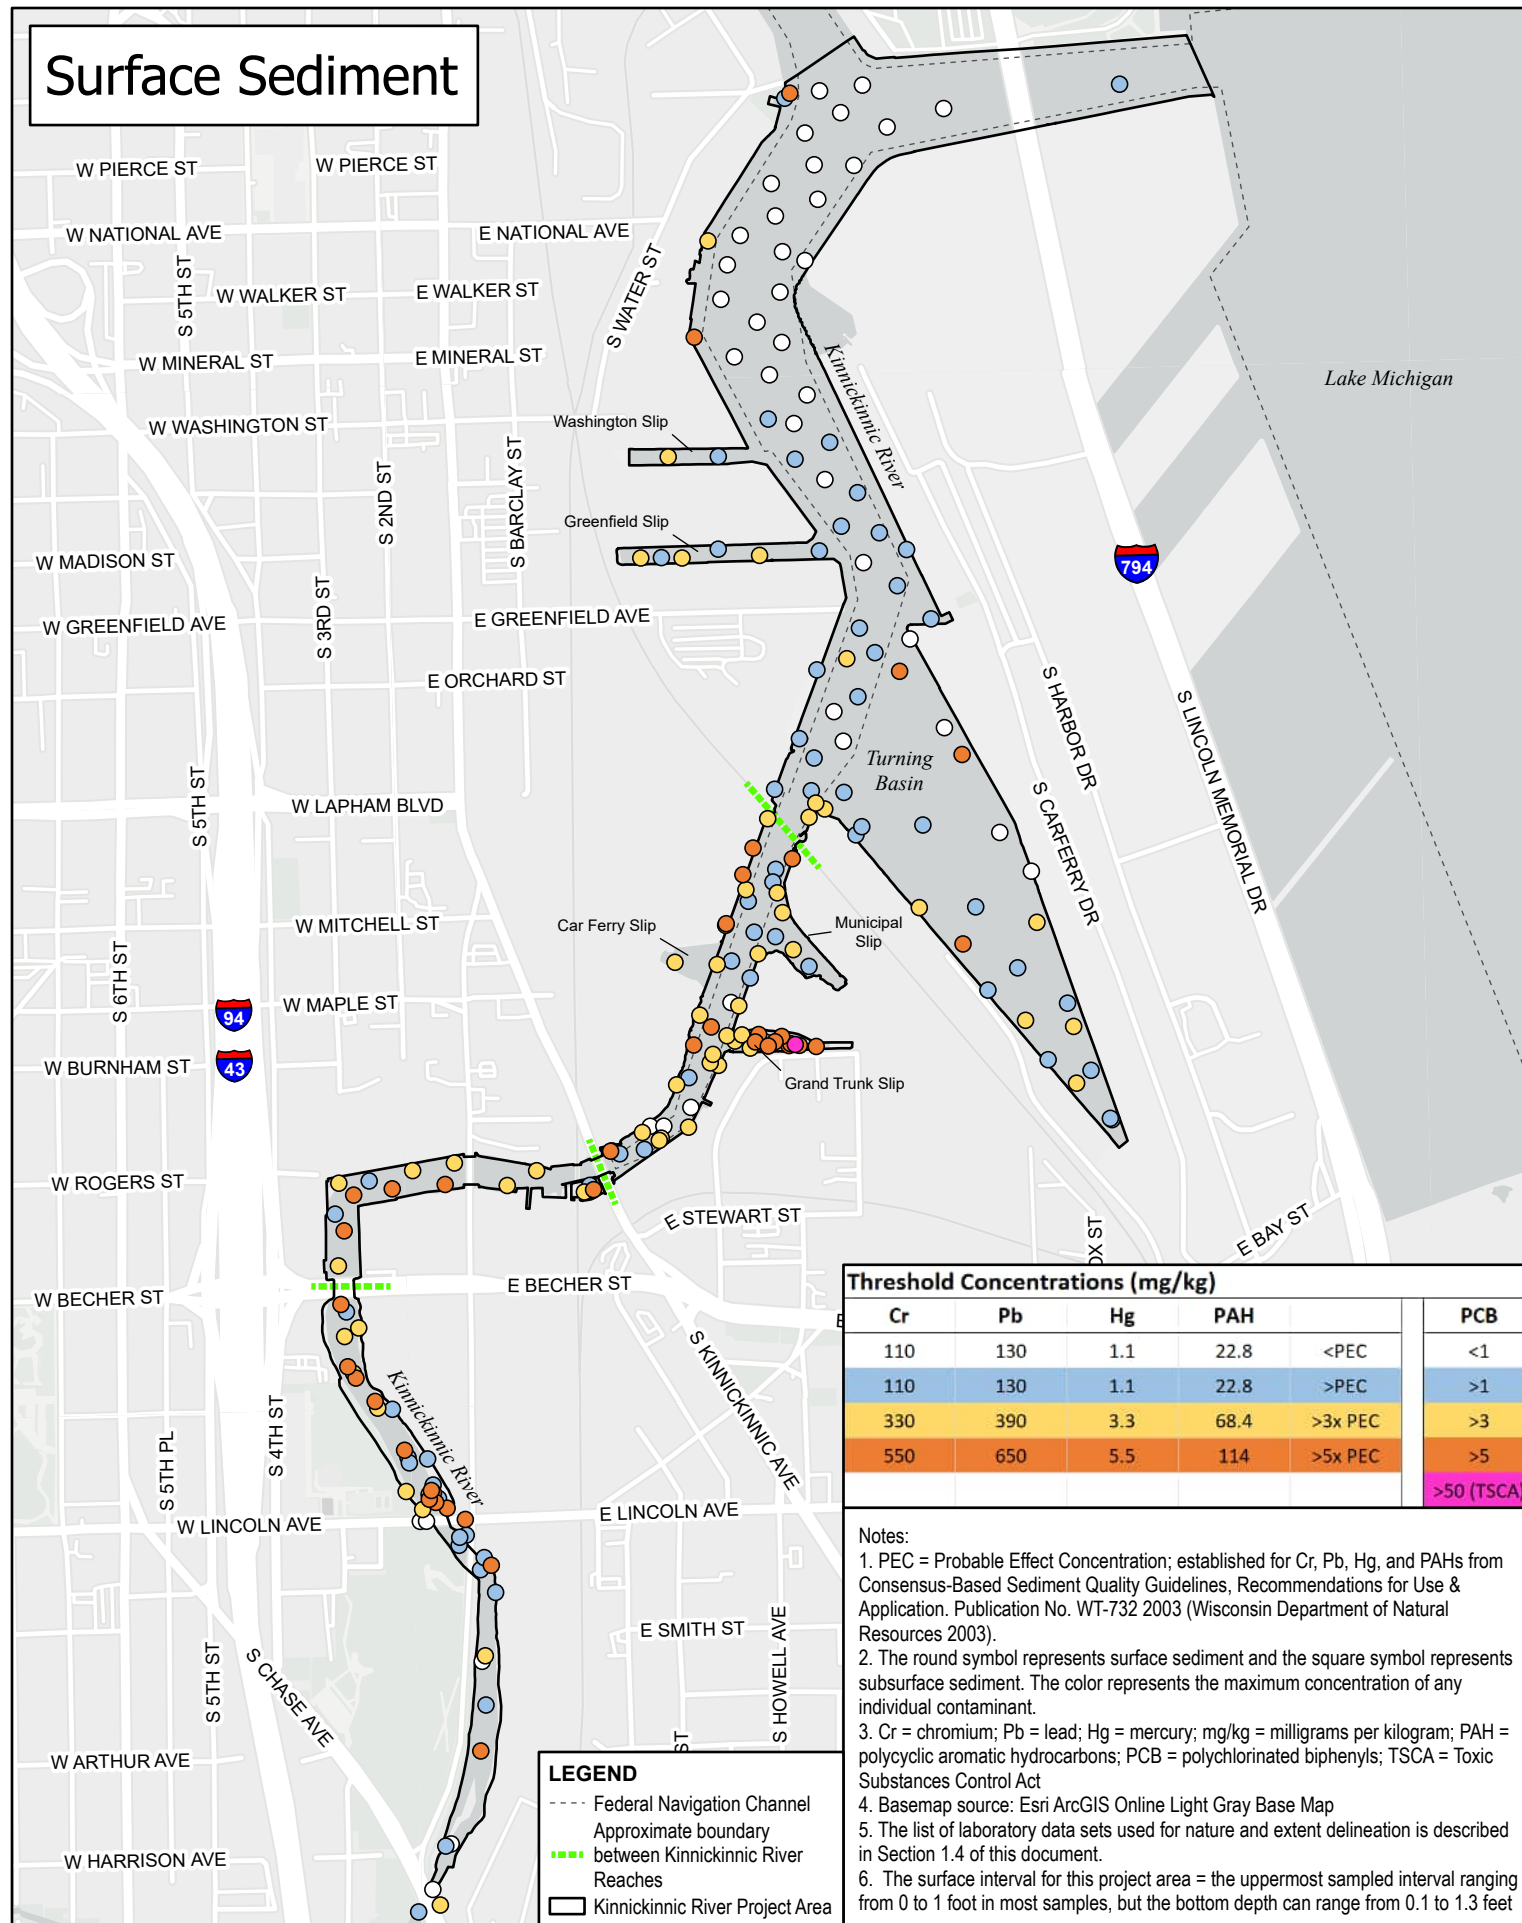 Surface Sediment
W PIERCE ST
W PIERCE ST
W NATIONAL AVE
E NATIONAL AVE
S 5TH ST
W WALKER ST
E WALKER ST
S WATER ST
W MINERAL ST
E MINERAL ST
Kinnickinnic River
Lake Michigan
W WASHINGTON ST
Washington Slip
S 2ND ST
S BARCLAY ST
Greenfield Slip
W MADISON ST
794
S 3RD ST
W GREENFIELD AVE
E GREENFIELD AVE
E ORCHARD ST
S HARBOR DR
S LINCOLN MEMORIAL DR
Turning
Basin
S 5TH ST
W LAPHAM BLVD
S CARFERRY DR
W MITCHELL ST
Car Ferry Slip
Municipal
Slip
S 6TH ST
W MAPLE ST
94
43
W BURNHAM ST
Grand Trunk Slip
W ROGERS ST
E STEWART ST
OX ST
E BAY ST
W BECHER ST
E BECHER ST
E
S KINNICKINNIC AVE
Kinnickinnic River
S 5TH PL
S 4TH ST
W LINCOLN AVE
E LINCOLN AVE
E SMITH ST
S HOWELL AVE
S 5TH ST
S CHASE AVE
ST
W ARTHUR AVE
W HARRISON AVE
Threshold Concentrations (mg/kg)
Cr Pb Hg PAH PCB
110 130 1.1 22.8 <PEC <1
110 130 1.1 22.8 >PEC >1
330 390 3.3 68.4 >3x PEC >3
550 650 5.5 114 >5x PEC >5
>50 (TSCA)
Notes:
1. PEC = Probable Effect Concentration; established for Cr, Pb, Hg, and PAHs from
Consensus-Based Sediment Quality Guidelines, Recommendations for Use &
Application. Publication No. WT-732 2003 (Wisconsin Department of Natural
Resources 2003).
2. The round symbol represents surface sediment and the square symbol represents
subsurface sediment. The color represents the maximum concentration of any
individual contaminant.
3. Cr = chromium; Pb = lead; Hg = mercury; mg/kg = milligrams per kilogram; PAH =
polycyclic aromatic hydrocarbons; PCB = polychlorinated biphenyls; TSCA = Toxic
Substances Control Act
4. Basemap source: Esri ArcGIS Online Light Gray Base Map
5. The list of laboratory data sets used for nature and extent delineation is described
in Section 1.4 of this document.
6. The surface interval for this project area = the uppermost sampled interval ranging
from 0 to 1 foot in most samples, but the bottom depth can range from 0.1 to 1.3 feet
LEGEND
Federal Navigation Channel
Approximate boundary
between Kinnickinnic River
Reaches
Kinnickinnic River Project Area